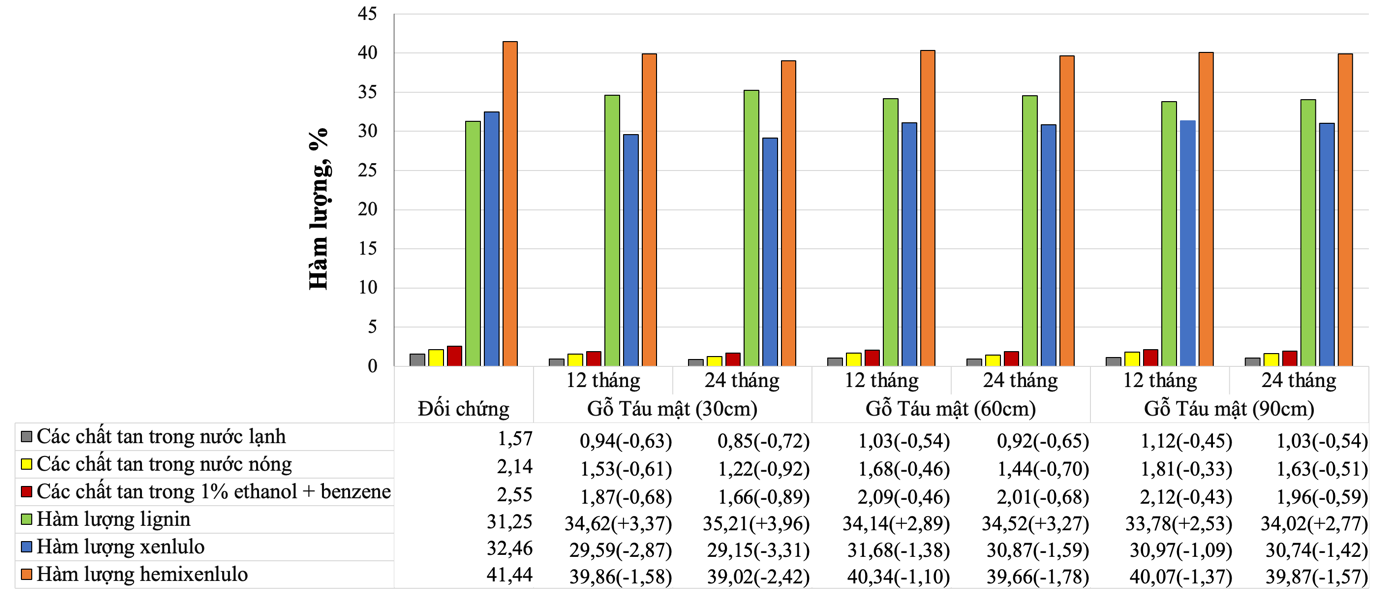 45
40
35
30
25
20
15
10
5
0
Hàm lượng, %
12 tháng 24 tháng 12 tháng 24 tháng 12 tháng 24 tháng
Đối chứng Gỗ Táu mật (30cm) Gỗ Táu mật (60cm) Gỗ Táu mật (90cm)
Các chất tan trong nước lạnh 1,57 0,94(-0,63) 0,85(-0,72) 1,03(-0,54) 0,92(-0,65) 1,12(-0,45) 1,03(-0,54)
Các chất tan trong nước nóng 2,14 1,53(-0,61) 1,22(-0,92) 1,68(-0,46) 1,44(-0,70) 1,81(-0,33) 1,63(-0,51)
Các chất tan trong 1% ethanol + benzene 2,55 1,87(-0,68) 1,66(-0,89) 2,09(-0,46) 2,01(-0,68) 2,12(-0,43) 1,96(-0,59)
Hàm lượng lignin 31,25 34,62(+3,37) 35,21(+3,96) 34,14(+2,89) 34,52(+3,27) 33,78(+2,53) 34,02(+2,77)
Hàm lượng xenlulo 32,46 29,59(-2,87) 29,15(-3,31) 31,68(-1,38) 30,87(-1,59) 30,97(-1,09) 30,74(-1,42)
Hàm lượng hemixenlulo 41,44 39,86(-1,58) 39,02(-2,42) 40,34(-1,10) 39,66(-1,78) 40,07(-1,37) 39,87(-1,57)